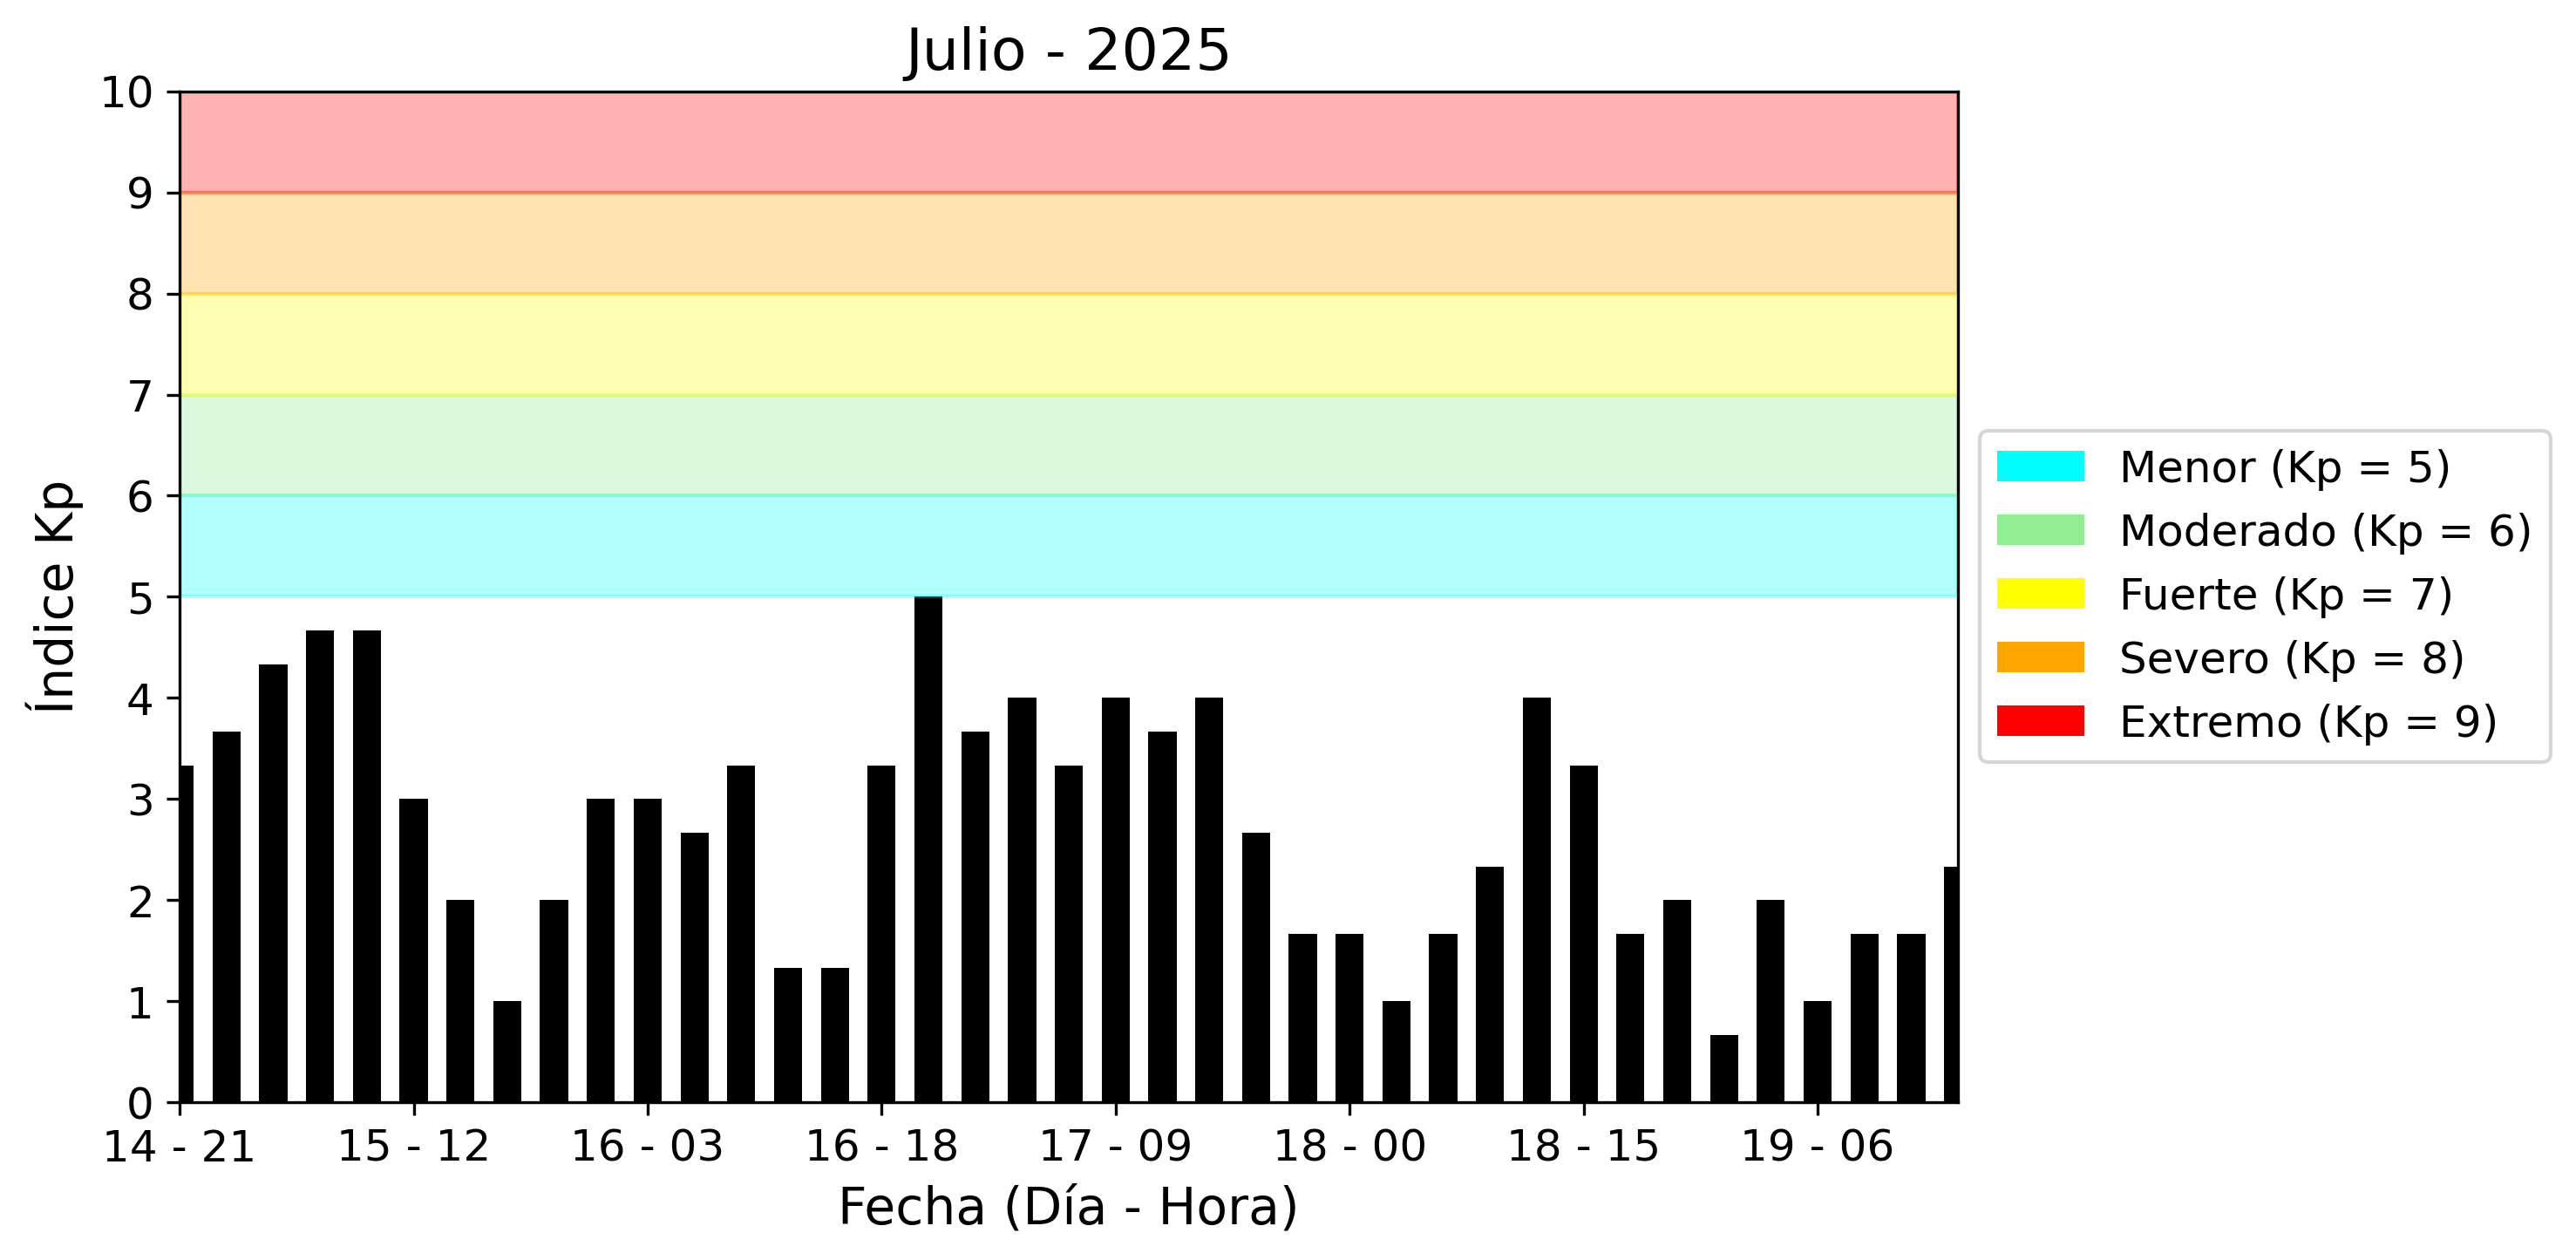 Julio - 2025
10
9
8
7
6
5
4
3
2
1
0
Índice Kp
14 - 21 15 - 12 16 - 03 16 - 18 17 - 09 18 - 00 18 - 15 19 - 06
Fecha (Día - Hora)
Menor (Kp = 5)
Moderado (Kp = 6)
Fuerte (Kp = 7)
Severo (Kp = 8)
Extremo (Kp = 9)